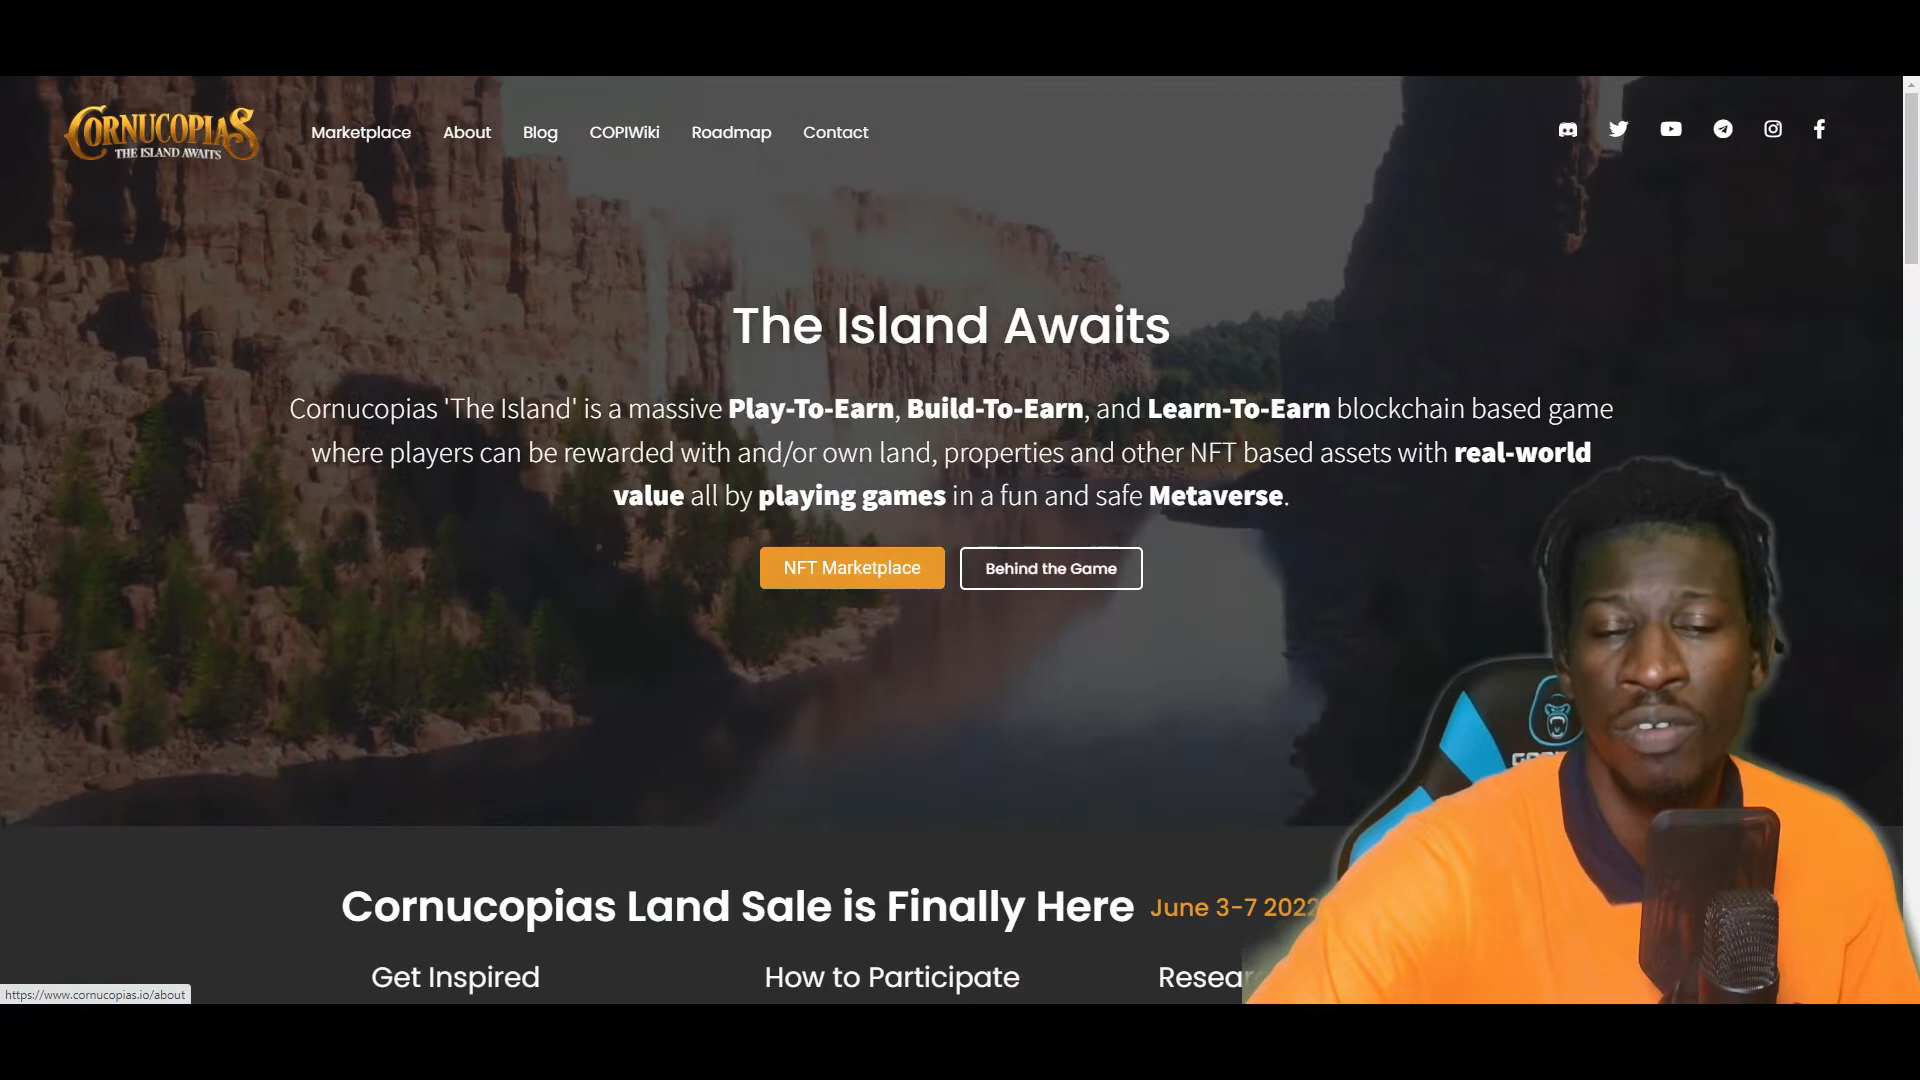 CORNUCOPIAS
THE ISLAND AWAITS
Marketplace About Blog COPIWiki Roadmap Contact
The Island Awaits
Cornucopias 'The Island' is a massive Play-To-Earn, Build-To-Earn, and Learn-To-Earn blockchain based game
where players can be rewarded with and/or own land, properties and other NFT based assets with real-world
value all by playing games in a fun and safe Metaverse.
NFT Marketplace Behind the Game
Cornucopias Land Sale is Finally Here June 3-7 2022
Get Inspired How to Participate
https://www.cornucopias.io/about